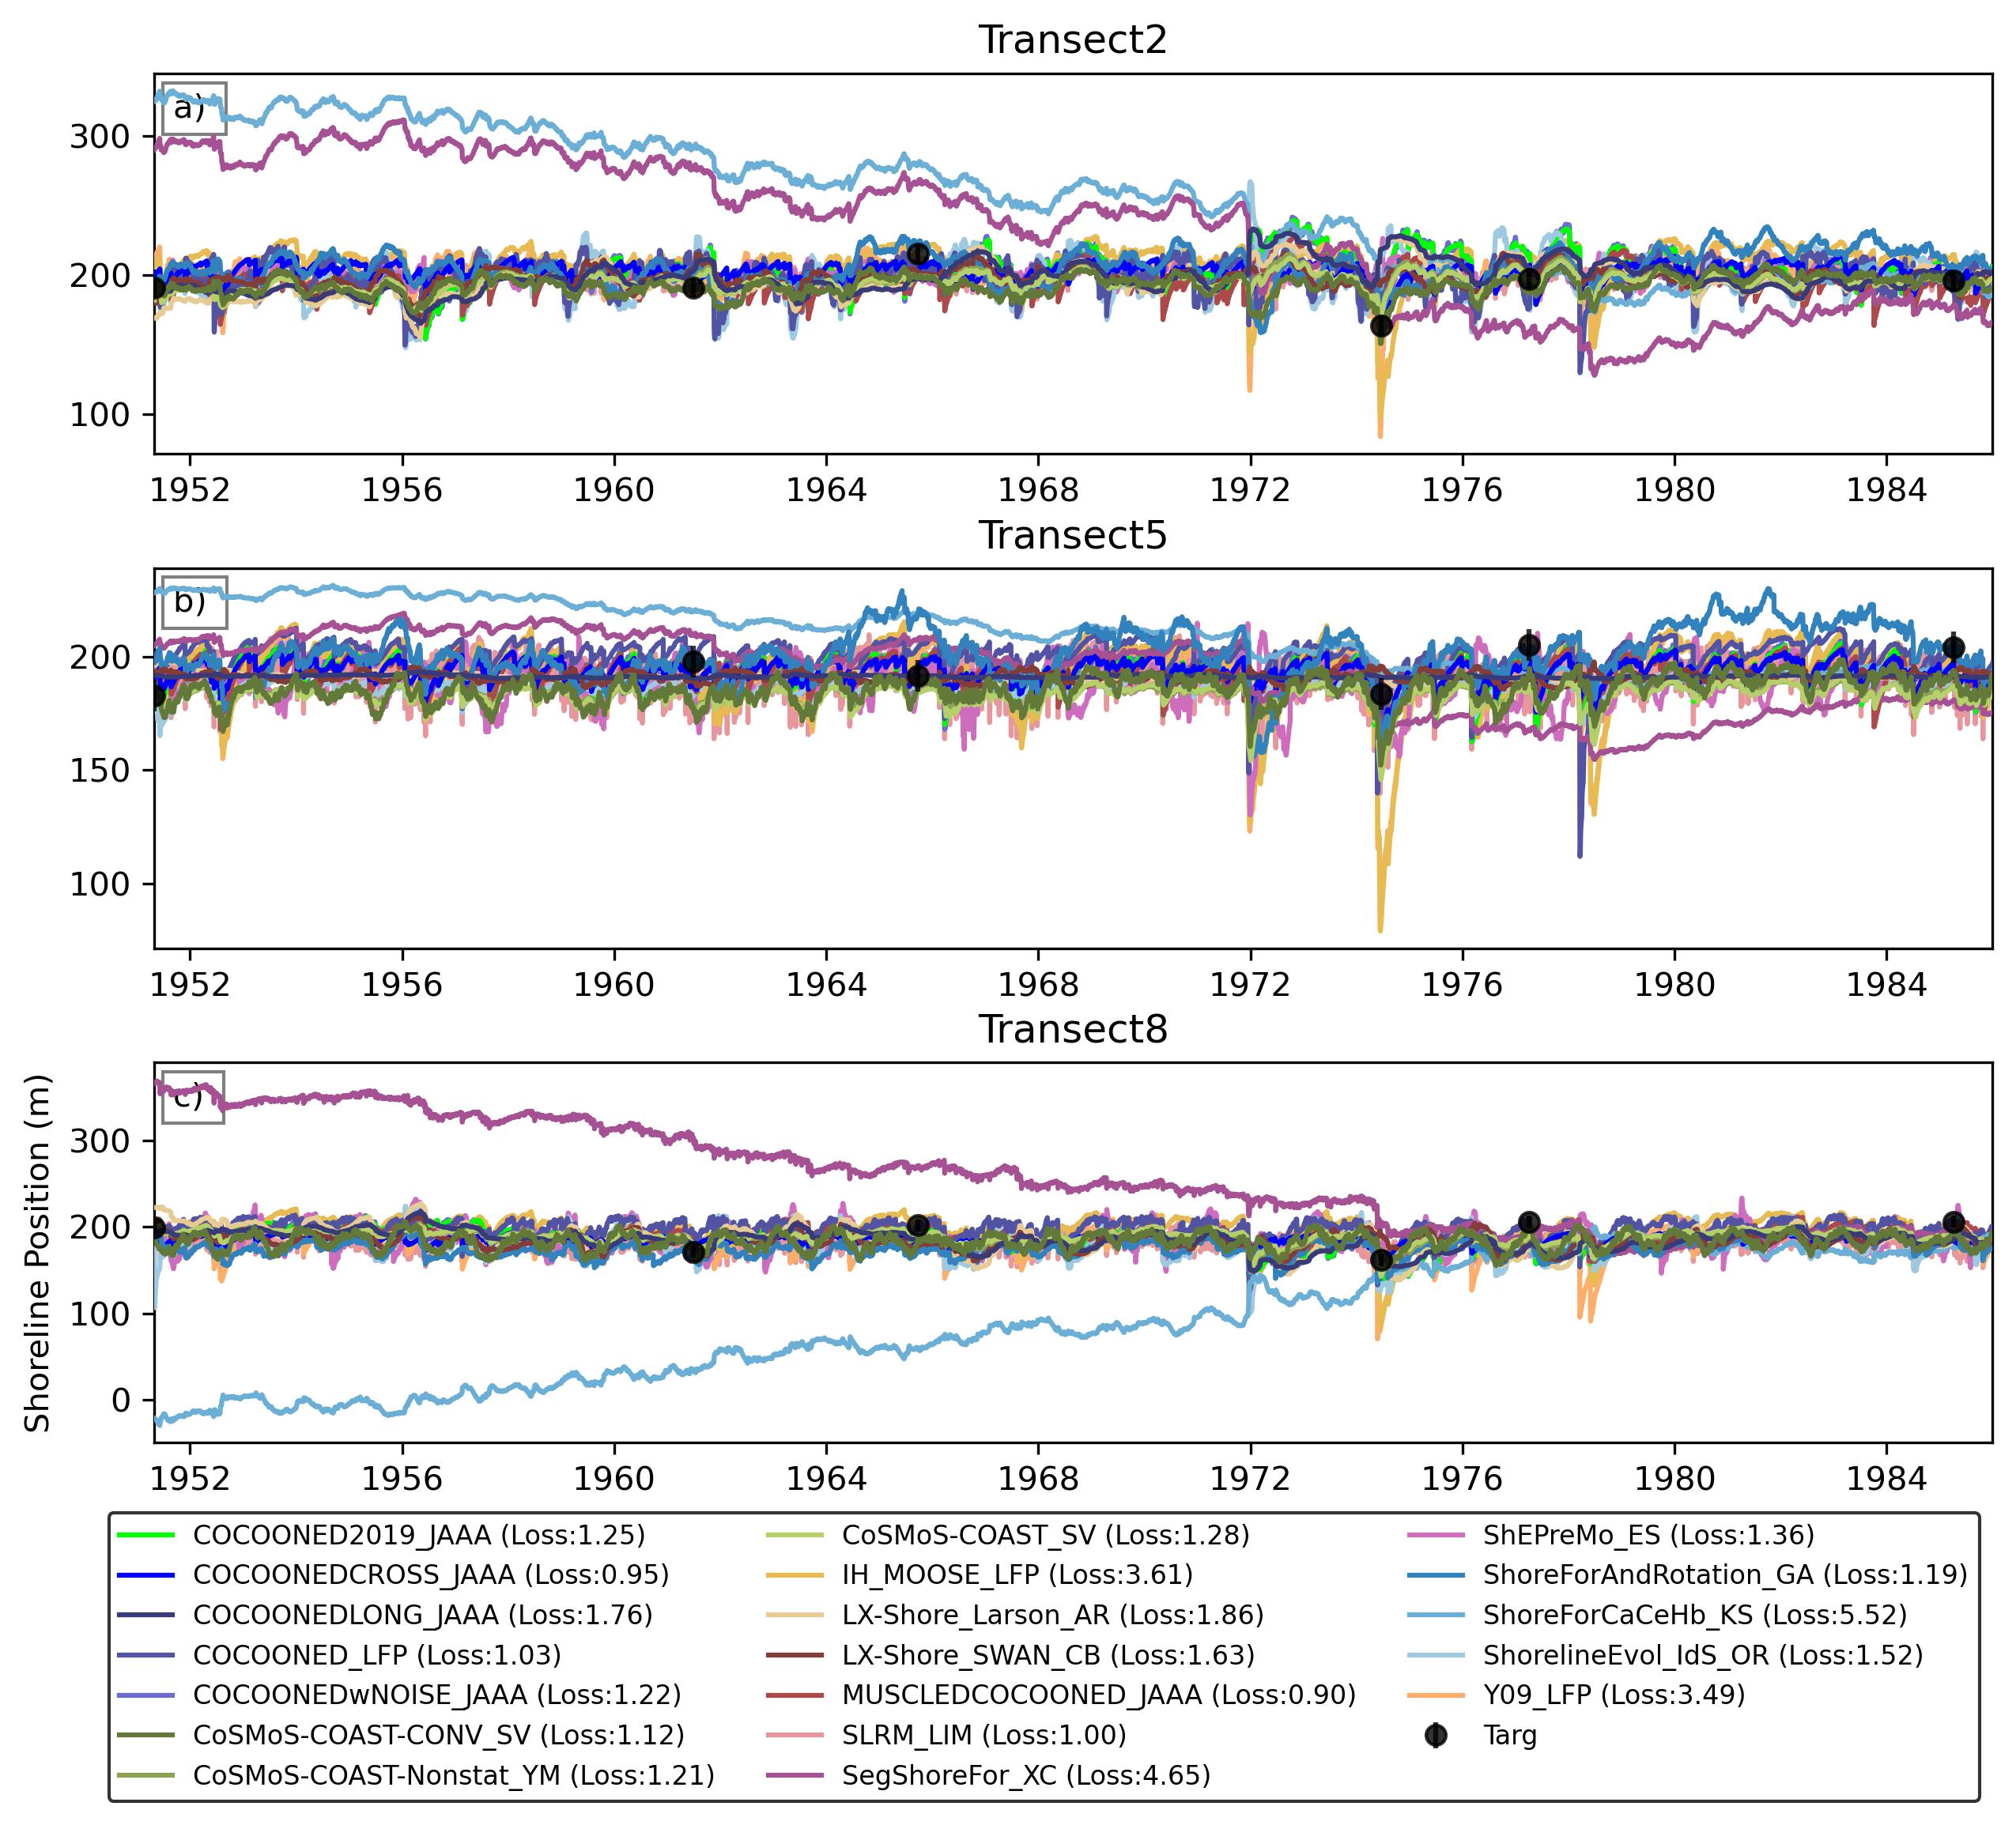 Transect2
a)
300
200
100
1952 1956 1960 1964 1968 1972 1976 1980 1984
Transect5
b)
200
150
100
1952 1956 1960 1964 1968 1972 1976 1980 1984
Transect8
c)
Shoreline Position (m)
300
200
100
0
1952 1956 1960 1964 1968 1972 1976 1980 1984
COCOONED2019_JAAA (Loss:1.25)
COCOONEDCROSS_JAAA (Loss:0.95)
COCOONEDLONG_JAAA (Loss:1.76)
COCOONED_LFP (Loss:1.03)
COCOONEDwNOISE_JAAA (Loss:1.22)
CoSMoS-COAST-CONV_SV (Loss:1.12)
CoSMoS-COAST-Nonstat_YM (Loss:1.21)
CoSMoS-COAST_SV (Loss:1.28)
IH_MOOSE_LFP (Loss:3.61)
LX-Shore_Larson_AR (Loss:1.86)
LX-Shore_SWAN_CB (Loss:1.63)
MUSCLEDCOCOONED_JAAA (Loss:0.90)
SLRM_LIM (Loss:1.00)
SegShoreFor_XC (Loss:4.65)
ShEPreMo_ES (Loss:1.36)
ShoreForAndRotation_GA (Loss:1.19)
ShoreForCaCeHb_KS (Loss:5.52)
ShorelineEvol_IdS_OR (Loss:1.52)
Y09_LFP (Loss:3.49)
Targ